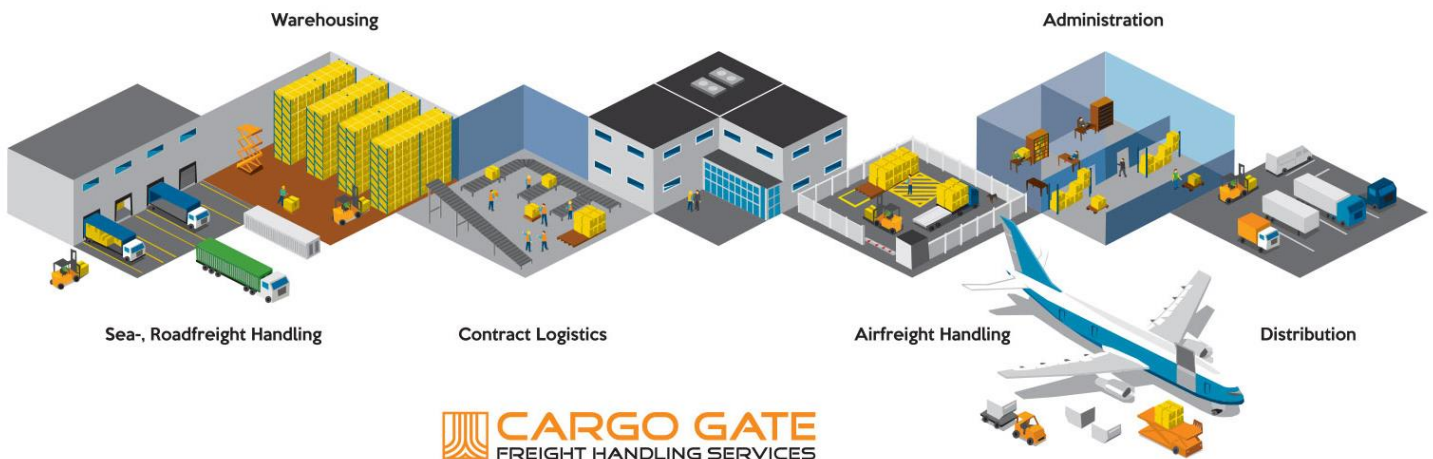 Warehousing
Administration
Sea-, Roadfreight Handling
Contract Logistics
Airfreight Handling
Distribution
CARGO GATE
FREIGHT HANDLING SERVICES